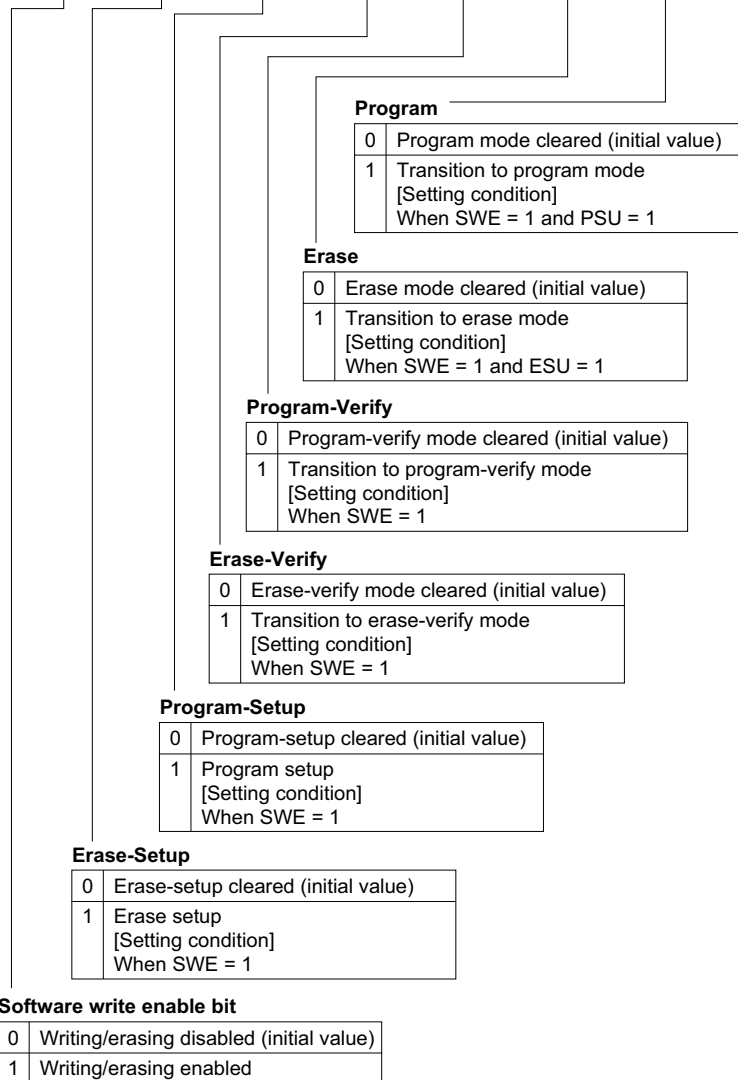 Program
0 Program mode cleared (initial value)
1 Transition to program mode
[Setting condition]
When SWE = 1 and PSU = 1
Erase
0 Erase mode cleared (initial value)
1 Transition to erase mode
[Setting condition]
When SWE = 1 and ESU = 1
Program-Verify
0 Program-verify mode cleared (initial value)
1 Transition to program-verify mode
[Setting condition]
When SWE = 1
Erase-Verify
0 Erase-verify mode cleared (initial value)
1 Transition to erase-verify mode
[Setting condition]
When SWE = 1
Program-Setup
0 Program-setup cleared (initial value)
1 Program setup
[Setting condition]
When SWE = 1
Erase-Setup
0 Erase-setup cleared (initial value)
1 Erase setup
[Setting condition]
When SWE = 1
Software write enable bit
0 Writing/erasing disabled (initial value)
1 Writing/erasing enabled